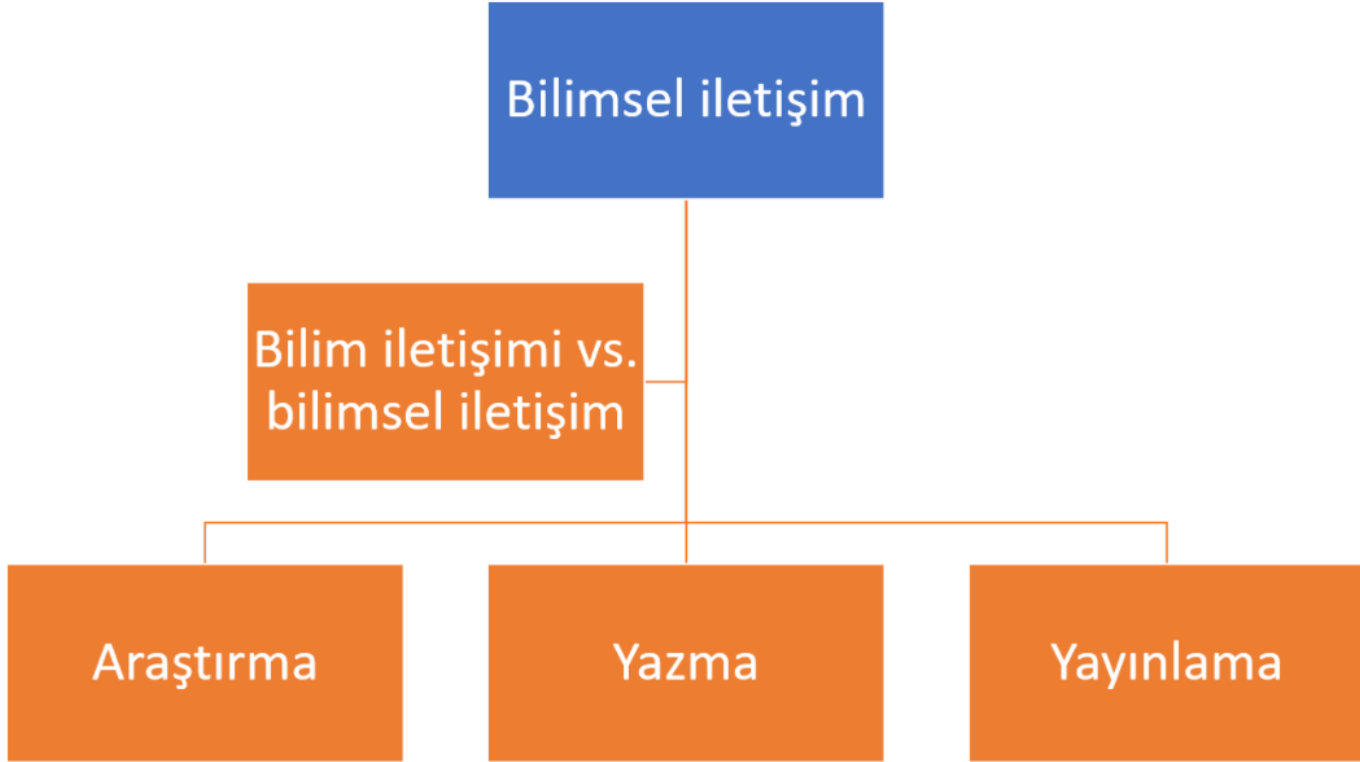 Bilimsel iletişim
Bilim iletişimi vs.
bilimsel iletişim
Araştırma
Yazma
Yayınlama